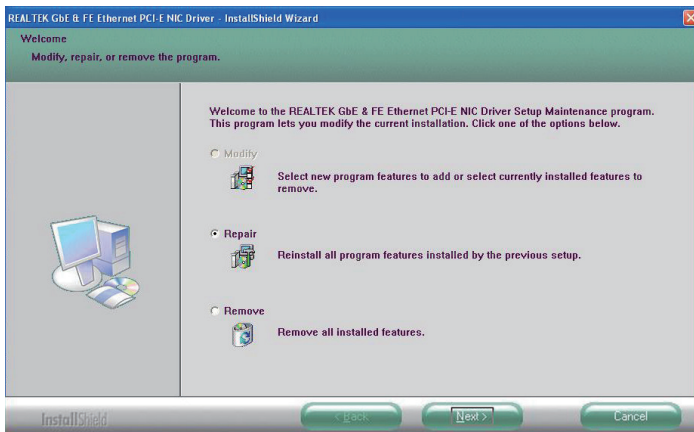 REALTEK GbE & FE Ethernet PCI-E NIC Driver - InstallShield Wizard
Welcome
Modify, repair, or remove the program.
Welcome to the REALTEK GbE & FE Ethernet PCI-E NIC Driver Setup Maintenance program.
This program lets you modify the current installation. Click one of the options below.
Modify
Select new program features to add or select currently installed features to
remove.
Repair
Reinstall all program features installed by the previous setup.
Remove
Remove all installed features.
InstallShield
< Back
Next >
Cancel